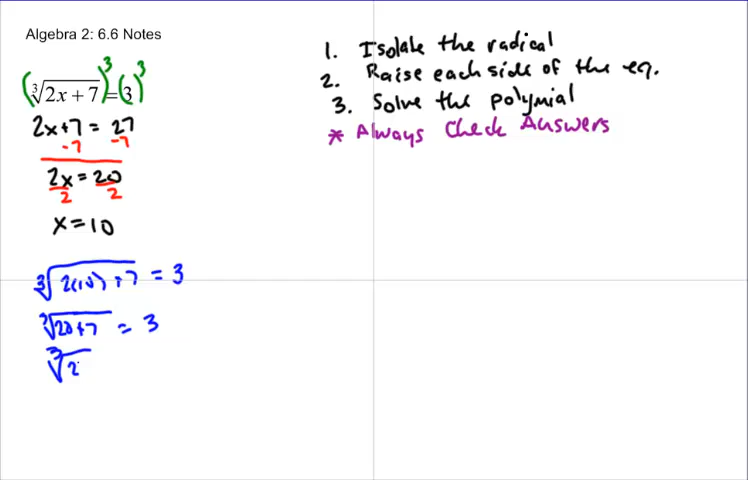 Algebra 2: 6.6 Notes
(∛(2x + 7))³ = (3)³
2x+7 = 27
-7 -7
2x = 20
2 2
x = 10
∛(2(10) + 7) = 3
∛(20+7) = 3
∛2
1. Isolate the radical
2. Raise each side of the eq.
3. Solve the polymial
* Always Check Answers